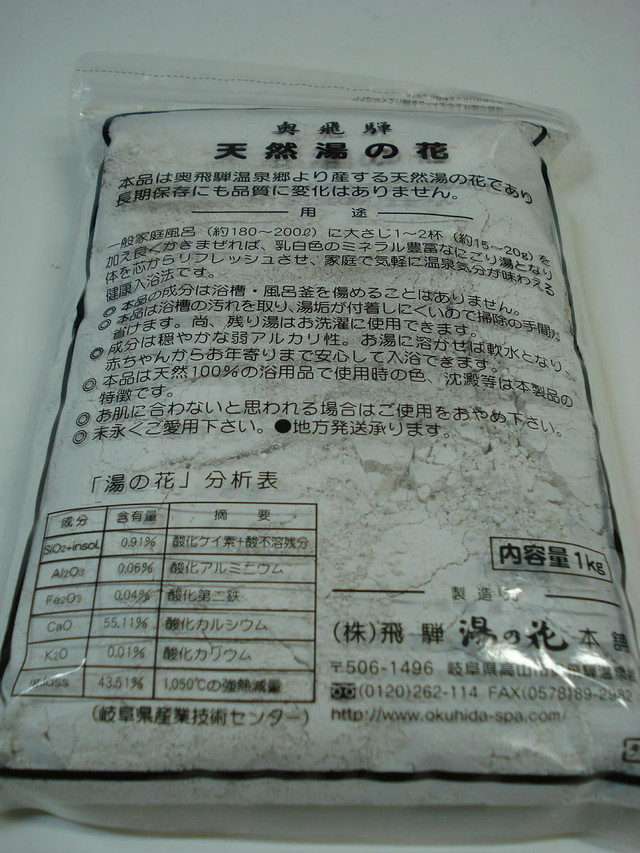 奥飛騨
天然湯の花
本品は奥飛騨温泉郷より産する天然湯の花であり
長期保存にも品質に変化はありません。
用途
一般家庭風呂(約180~200ℓ)に大さじ1~2杯(約15~20g)を
加え良くかきまぜれば、乳白色のミネラル豊富なにごり湯となり
体を芯からリフレッシュさせ、家庭で気軽に温泉気分が味わえる
健康入浴法です。
◎本品の成分は浴槽・風呂釜を傷めることはありません。
◎本品は浴槽の汚れを取り、湯垢が付着しにくいので掃除の手間が
省けます。尚、残り湯はお洗濯に使用できます。
◎成分は穏やかな弱アルカリ性。お湯に溶かせば軟水となり、
赤ちゃんからお年寄りまで安心して入浴できます。
◎本品は天然100%の浴用品で使用時の色、沈澱等は本製品の
特徴です。
◎お肌に合わないと思われる場合はご使用をおやめ下さい。
◎末永くご愛用下さい。●地方発送承ります。
「湯の花」分析表
成分 含有量 摘要
SiO2+insol. 0.91% 酸化ケイ素+酸不溶残分
Al2O3 0.06% 酸化アルミニウム
Fe2O3 0.04% 酸化第二鉄
CaO 55.11% 酸化カルシウム
K2O 0.01% 酸化カリウム
ig.loss 43.51% 1,050℃の強熱減量
(岐阜県産業技術センター)
内容量1kg
製造
(株)飛騨湯の花本舗
〒506-1496 岐阜県高山市奥飛騨温泉
(0120)262-114 FAX(0578)89-2982
http://www.okuhida-spa.com/